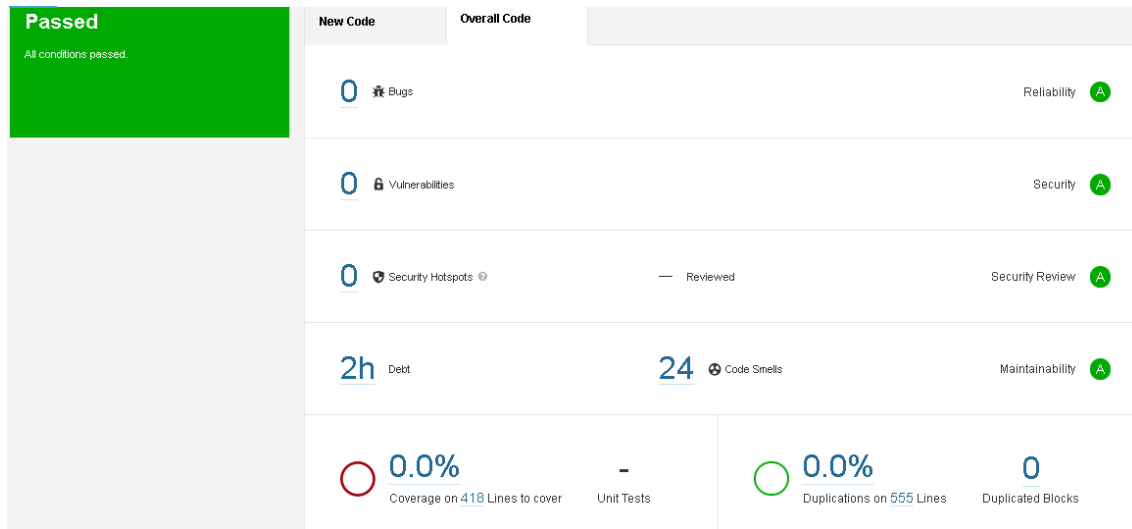 Passed
All conditions passed.
New Code
Overall Code
0 Bugs
Reliability A
0 Vulnerabilities
Security A
0 Security Hotspots ?
— Reviewed
Security Review A
2h Debt
24 Code Smells
Maintainability A
0.0%
Coverage on 418 Lines to cover
-
Unit Tests
0.0%
Duplications on 555 Lines
0
Duplicated Blocks